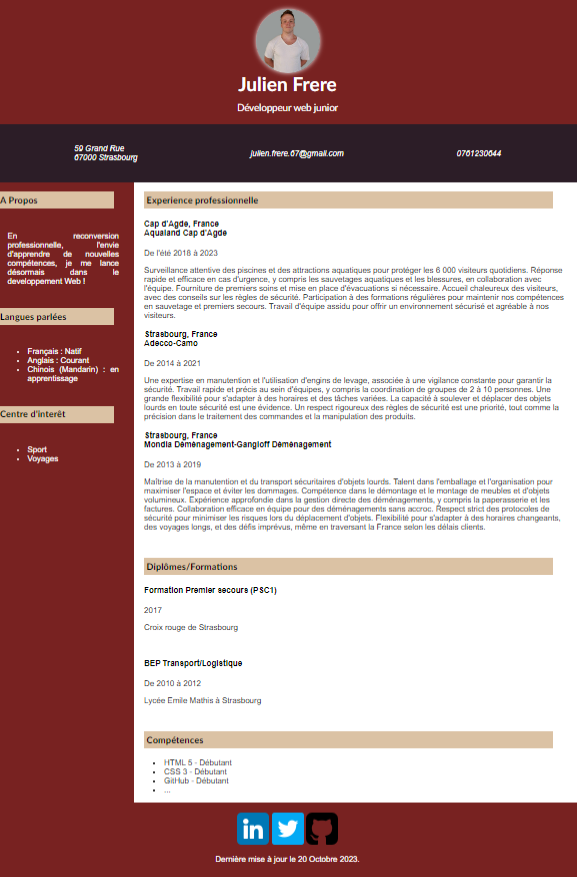 Julien Frere
Développeur web junior
59 Grand Rue
67000 Strasbourg
julien.frere.67@gmail.com
0761230644
A Propos
En reconversion
professionnelle, l'envie
d'apprendre de nouvelles
compétences, je me lance
désormais dans le
developpement Web !
Langues parlées
Français : Natif
Anglais : Courant
Chinois (Mandarin) : en
apprentissage
Centre d'interêt
Sport
Voyages
Experience professionnelle
Cap d'Agde, France
Aqualand Cap d'Agde
De l'été 2018 à 2023
Surveillance attentive des piscines et des attractions aquatiques pour protéger les 6 000 visiteurs quotidiens. Réponse
rapide et efficace en cas d'urgence, y compris les sauvetages aquatiques et les blessures, en collaboration avec
l'équipe. Fourniture de premiers soins et mise en place d'évacuations si nécessaire. Accueil chaleureux des visiteurs,
avec des conseils sur les règles de sécurité. Participation à des formations régulières pour maintenir nos compétences
en sauvetage et premiers secours. Travail d'équipe assidu pour offrir un environnement sécurisé et agréable à nos
visiteurs.
Strasbourg, France
Adecco-Camo
De 2014 à 2021
Une expertise en manutention et l'utilisation d'engins de levage, associée à une vigilance constante pour garantir la
sécurité. Travail rapide et précis au sein d'équipes, y compris la coordination de groupes de 2 à 10 personnes. Une
grande flexibilité pour s'adapter à des horaires et des tâches variées. La capacité à soulever et déplacer des objets
lourds en toute sécurité est une évidence. Un respect rigoureux des règles de sécurité est une priorité, tout comme la
précision dans le traitement des commandes et la manipulation des produits.
Strasbourg, France
Mondia Déménagement-Gangloff Déménagement
De 2013 à 2019
Maîtrise de la manutention et du transport sécuritaires d'objets lourds. Talent dans l'emballage et l'organisation pour
maximiser l'espace et éviter les dommages. Compétence dans le démontage et le montage de meubles et d'objets
volumineux. Expérience approfondie dans la gestion directe des déménagements, y compris la paperasserie et les
factures. Collaboration efficace en équipe pour des déménagements sans accroc. Respect strict des protocoles de
sécurité pour minimiser les risques lors du déplacement d'objets. Flexibilité pour s'adapter à des horaires changeants,
des voyages longs, et des défis imprévus, même en traversant la France selon les délais clients.
Diplômes/Formations
Formation Premier secours (PSC1)
2017
Croix rouge de Strasbourg
BEP Transport/Logistique
De 2010 à 2012
Lycée Emile Mathis à Strasbourg
Compétences
HTML 5 - Débutant
CSS 3 - Débutant
GitHub - Débutant
...
in
Dernière mise à jour le 20 Octobre 2023.